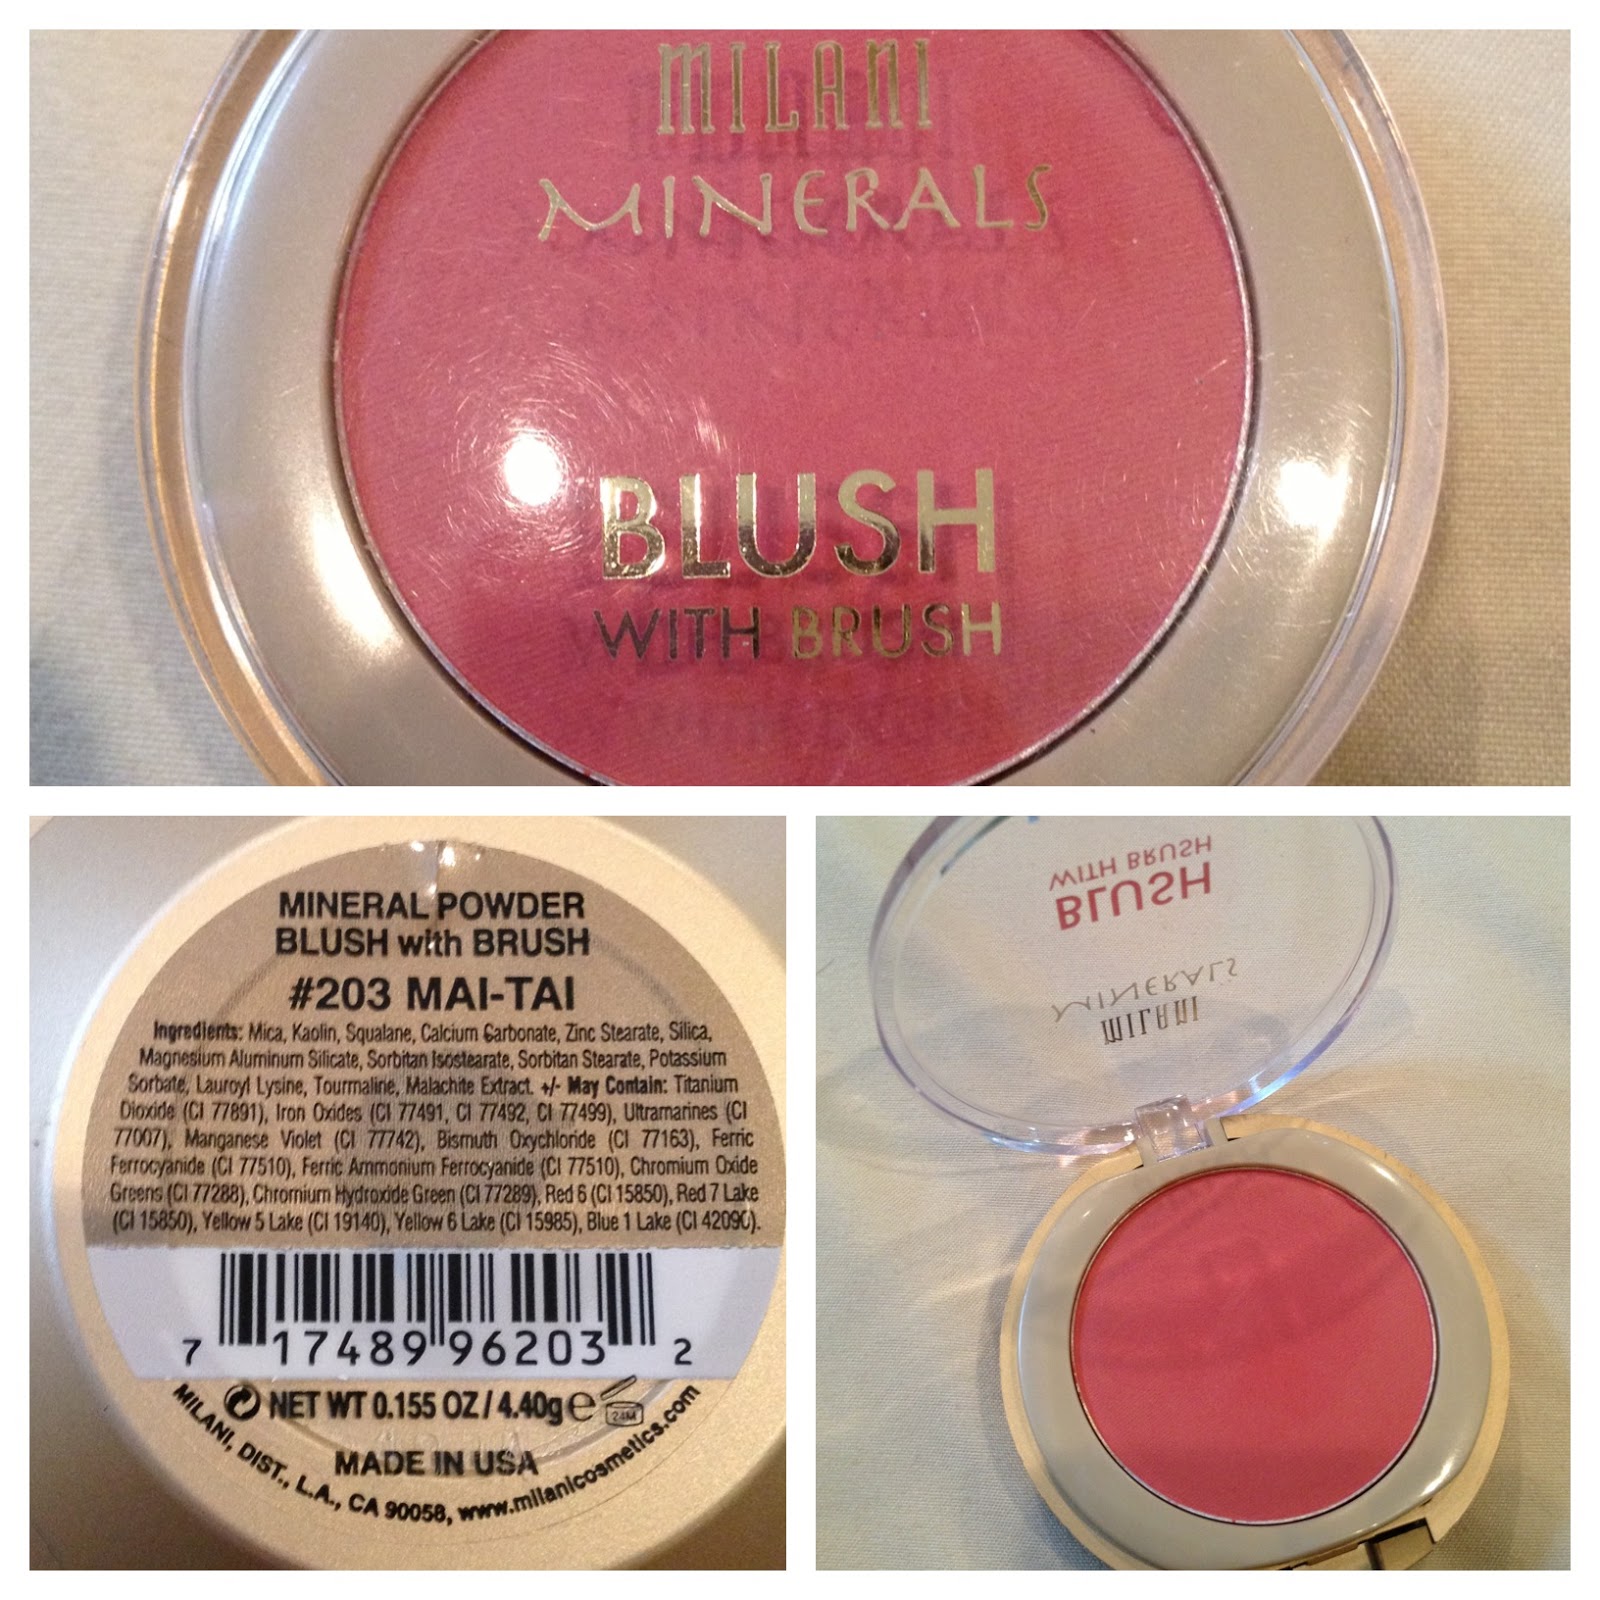 MILANI
MINERALS
BLUSH
WITH BRUSH
MINERAL POWDER
BLUSH with BRUSH
#203 MAI-TAI
Ingredients: Mica, Kaolin, Squalane, Calcium Carbonate, Zinc Stearate, Silica,
Magnesium Aluminum Silicate, Sorbitan Isostearate, Sorbitan Stearate, Potassium
Sorbate, Lauroyl Lysine, Tourmaline, Malachite Extract. +/- May Contain: Titanium
Dioxide (CI 77891), Iron Oxides (CI 77491, CI 77492, CI 77499), Ultramarines (CI
77007), Manganese Violet (CI 77742), Bismuth Oxychloride (CI 77163), Ferric
Ferrocyanide (CI 77510), Ferric Ammonium Ferrocyanide (CI 77510), Chromium Oxide
Greens (CI 77288), Chromium Hydroxide Green (CI 77289), Red 6 (CI 15850), Red 7 Lake
(CI 15850), Yellow 5 Lake (CI 19140), Yellow 6 Lake (CI 15985), Blue 1 Lake (CI 42090).
7 17489 96203 2
NET WT 0.155 OZ / 4.40g e 24M
MADE IN USA
MILANI, DIST., L.A., CA 90058, www.milanicosmetics.com
WITH BRUSH
BLUSH
MINERALS
MILANI